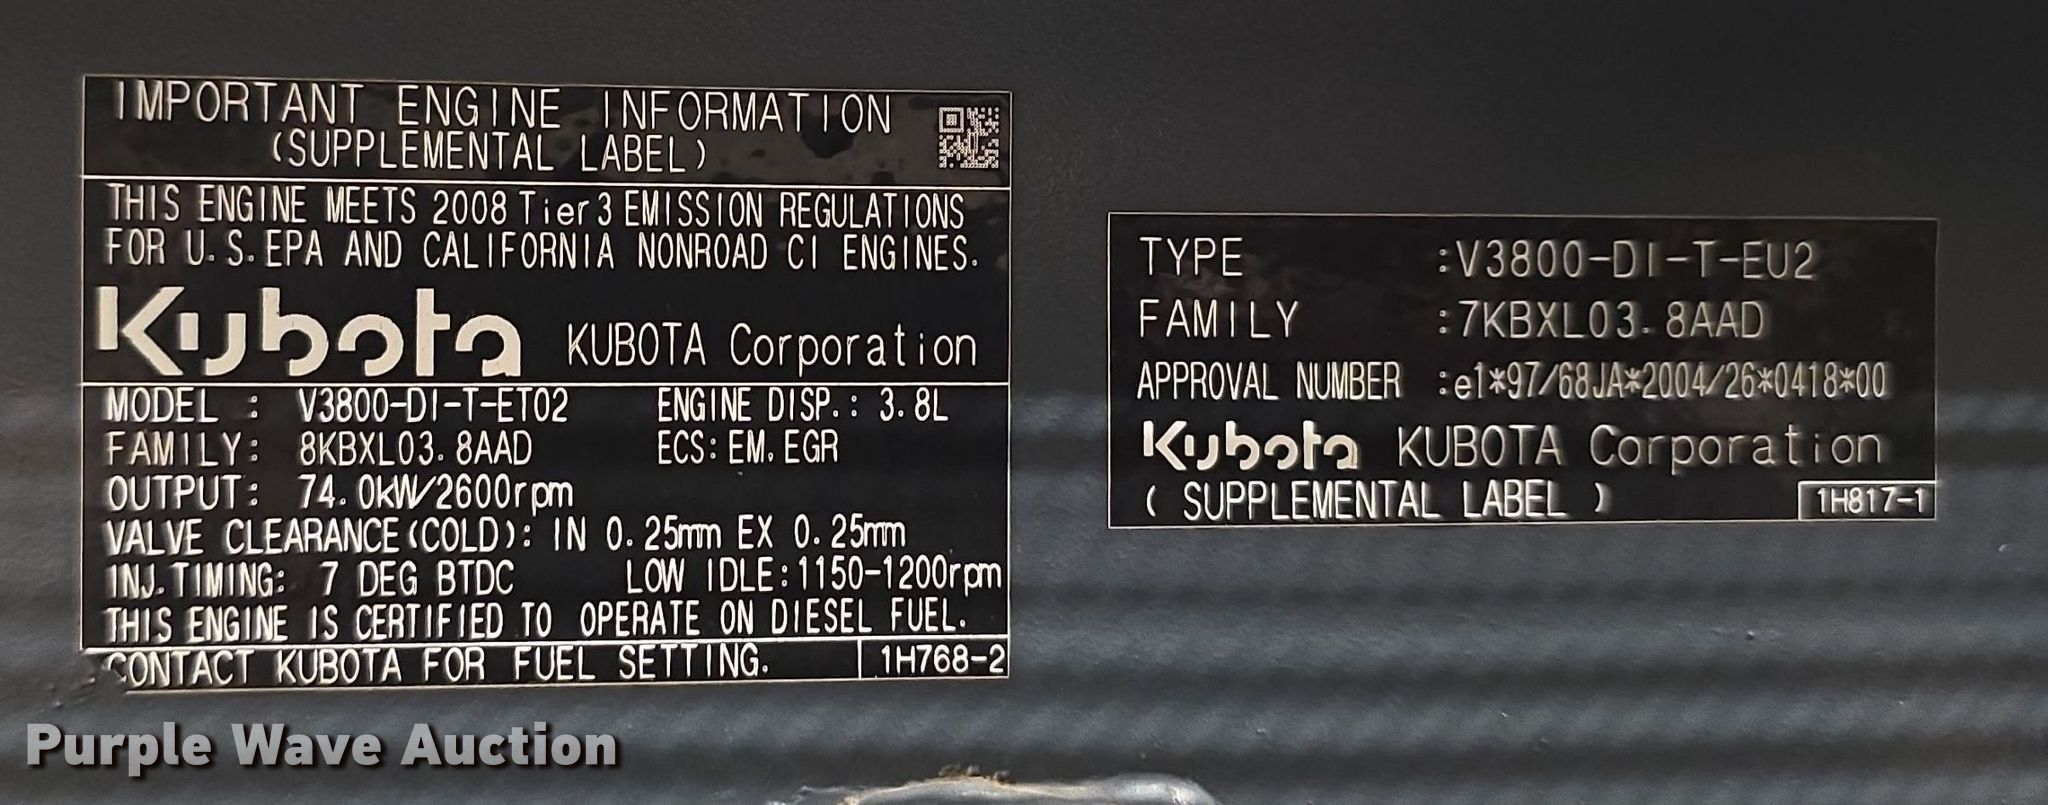 IMPORTANT ENGINE INFORMATION
(SUPPLEMENTAL LABEL)
THIS ENGINE MEETS 2008 Tier3 EMISSION REGULATIONS
FOR U.S.EPA AND CALIFORNIA NONROAD CI ENGINES.
Kubota KUBOTA Corporation
MODEL : V3800-DI-T-ET02 ENGINE DISP.: 3.8L
FAMILY: 8KBXL03.8AAD ECS: EM,EGR
OUTPUT: 74.0kW/2600rpm
VALVE CLEARANCE(COLD): IN 0.25mm EX 0.25mm
INJ.TIMING: 7 DEG BTDC LOW IDLE:1150-1200rpm
THIS ENGINE IS CERTIFIED TO OPERATE ON DIESEL FUEL.
CONTACT KUBOTA FOR FUEL SETTING. 1H768-2
TYPE :V3800-DI-T-EU2
FAMILY :7KBXL03.8AAD
APPROVAL NUMBER :e1*97/68JA*2004/26*0418*00
Kubota KUBOTA Corporation
(SUPPLEMENTAL LABEL) 1H817-1
Purple Wave Auction